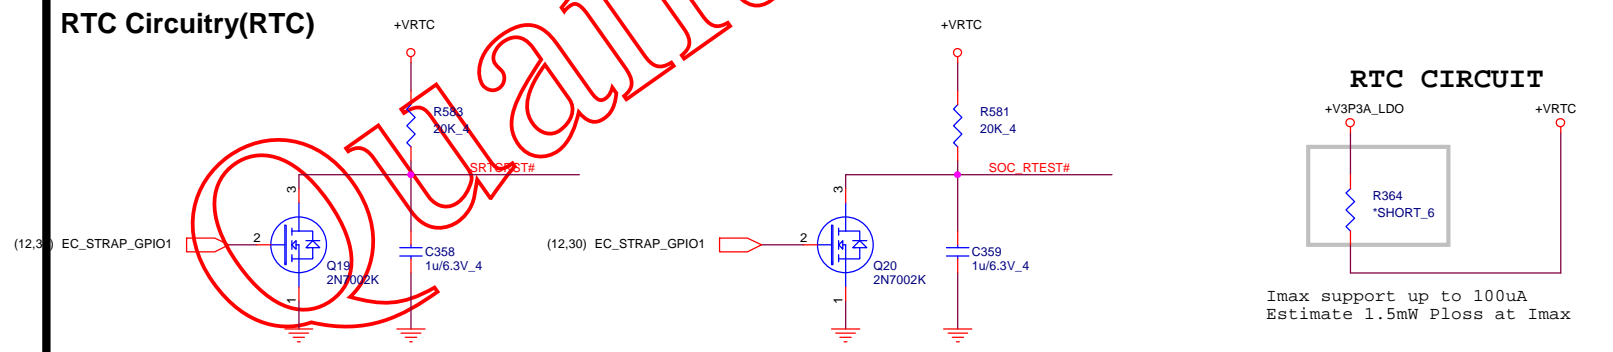 RTC Circuitry(RTC)
+VRTC
R583
20K_4
SRTCRST#
3
(12,30) EC_STRAP_GPIO1
2
Q19
2N7002K
1
C358
1u/6.3V_4
+VRTC
R581
20K_4
SOC_RTEST#
3
(12,30) EC_STRAP_GPIO1
2
Q20
2N7002K
1
C359
1u/6.3V_4
RTC CIRCUIT
+V3P3A_LDO
+VRTC
R364
*SHORT_6
Imax support up to 100uA
Estimate 1.5mW Ploss at Imax